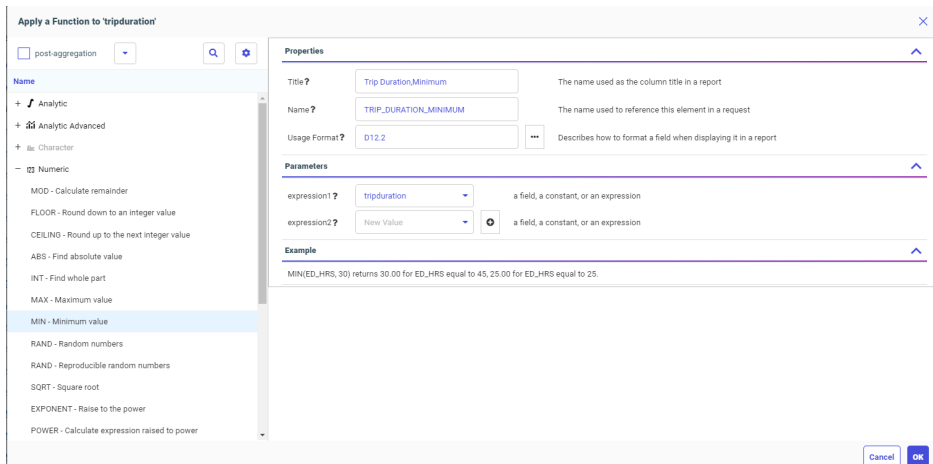 Apply a Function to 'tripduration'
post-aggregation
Name
+ Analytic
+ Analytic Advanced
+ Character
− Numeric
MOD - Calculate remainder
FLOOR - Round down to an integer value
CEILING - Round up to the next integer value
ABS - Find absolute value
INT - Find whole part
MAX - Maximum value
MIN - Minimum value
RAND - Random numbers
RAND - Reproducible random numbers
SQRT - Square root
EXPONENT - Raise to the power
POWER - Calculate expression raised to power
Properties
Title? Trip Duration,Minimum The name used as the column title in a report
Name? TRIP_DURATION_MINIMUM The name used to reference this element in a request
Usage Format? D12.2 ... Describes how to format a field when displaying it in a report
Parameters
expression1? tripduration a field, a constant, or an expression
expression2? New Value a field, a constant, or an expression
Example
MIN(ED_HRS, 30) returns 30.00 for ED_HRS equal to 45, 25.00 for ED_HRS equal to 25.
Cancel OK